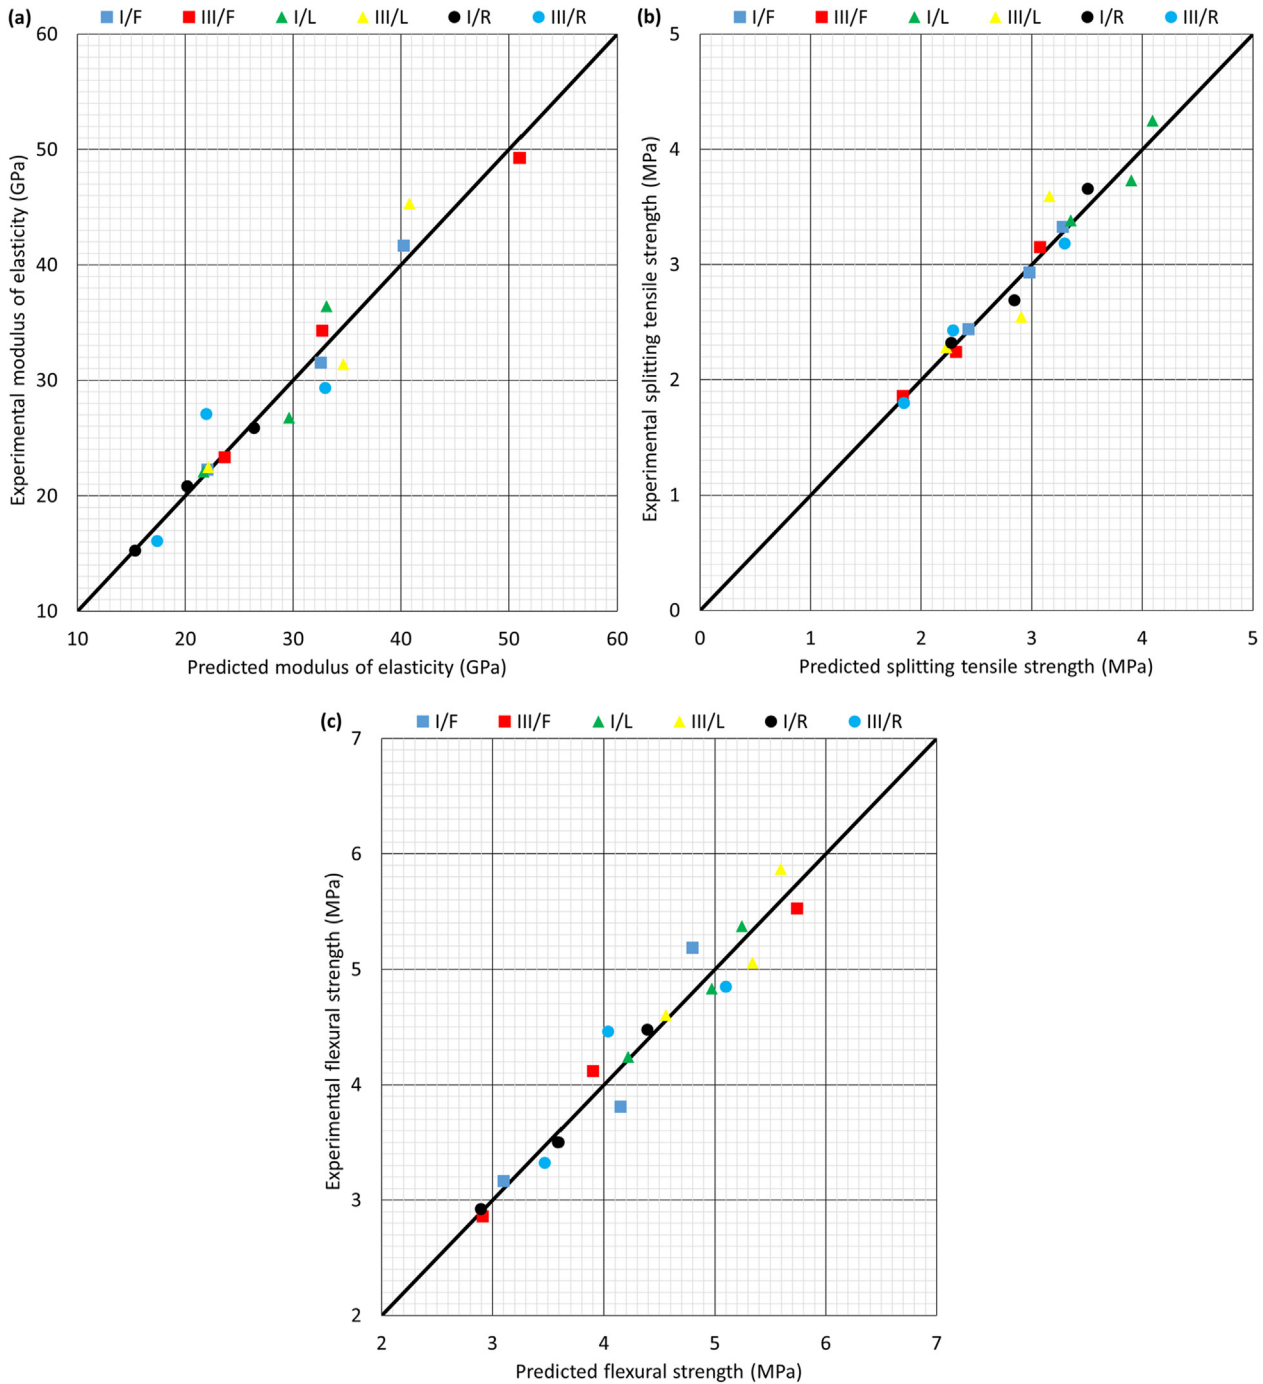 (a) I/F III/F I/L III/L I/R III/R
60
50
40
30
20
10
10 20 30 40 50 60
Experimental modulus of elasticity (GPa)
Predicted modulus of elasticity (GPa)
(b) I/F III/F I/L III/L I/R III/R
5
4
3
2
1
0
0 1 2 3 4 5
Experimental splitting tensile strength (MPa)
Predicted splitting tensile strength (MPa)
(c) I/F III/F I/L III/L I/R III/R
7
6
5
4
3
2
2 3 4 5 6 7
Experimental flexural strength (MPa)
Predicted flexural strength (MPa)